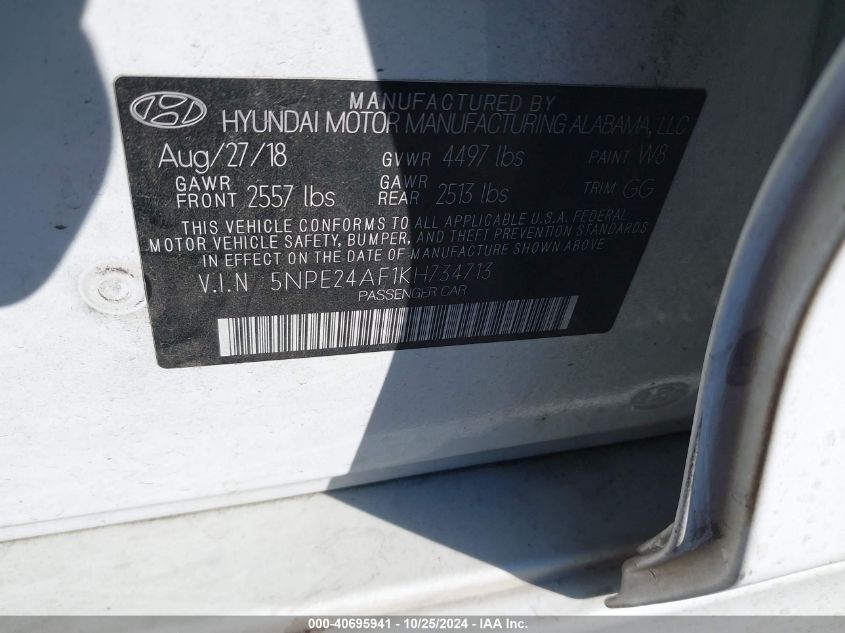 MANUFACTURED BY
HYUNDAI MOTOR MANUFACTURING ALABAMA, LLC
Aug/27/18 GVWR 4497 lbs PAINT W8
GAWR FRONT 2557 lbs GAWR REAR 2513 lbs TRIM GG
THIS VEHICLE CONFORMS TO ALL APPLICABLE U.S.A. FEDERAL
MOTOR VEHICLE SAFETY, BUMPER, AND THEFT PREVENTION STANDARDS
IN EFFECT ON THE DATE OF MANUFACTURE SHOWN ABOVE
V.I.N 5NPE24AF1KH734713
PASSENGER CAR
000-40695941 - 10/25/2024 - IAA Inc.